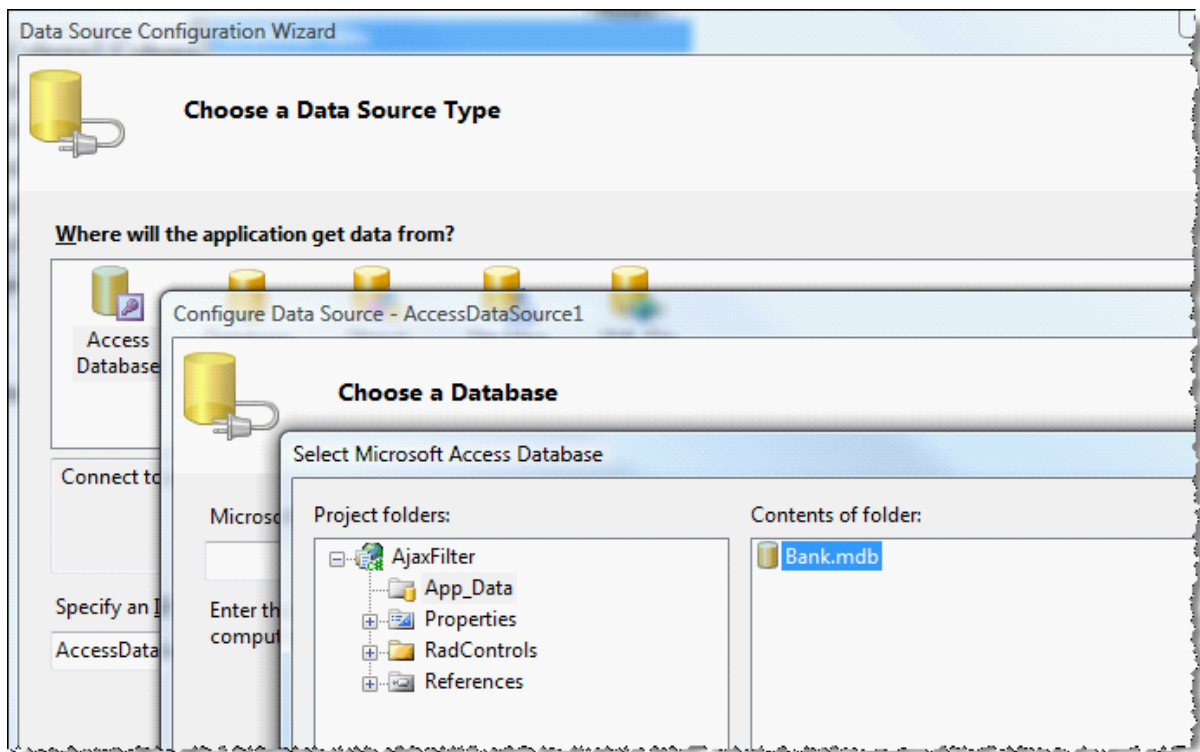 Data Source Configuration Wizard
Choose a Data Source Type
Where will the application get data from?
Access
Database
Configure Data Source - AccessDataSource1
Choose a Database
Select Microsoft Access Database
Connect to
Microsc
Project folders:
Contents of folder:
AjaxFilter
Bank.mdb
App_Data
Specify an I
Enter th
Properties
comput
AccessData
RadControls
References